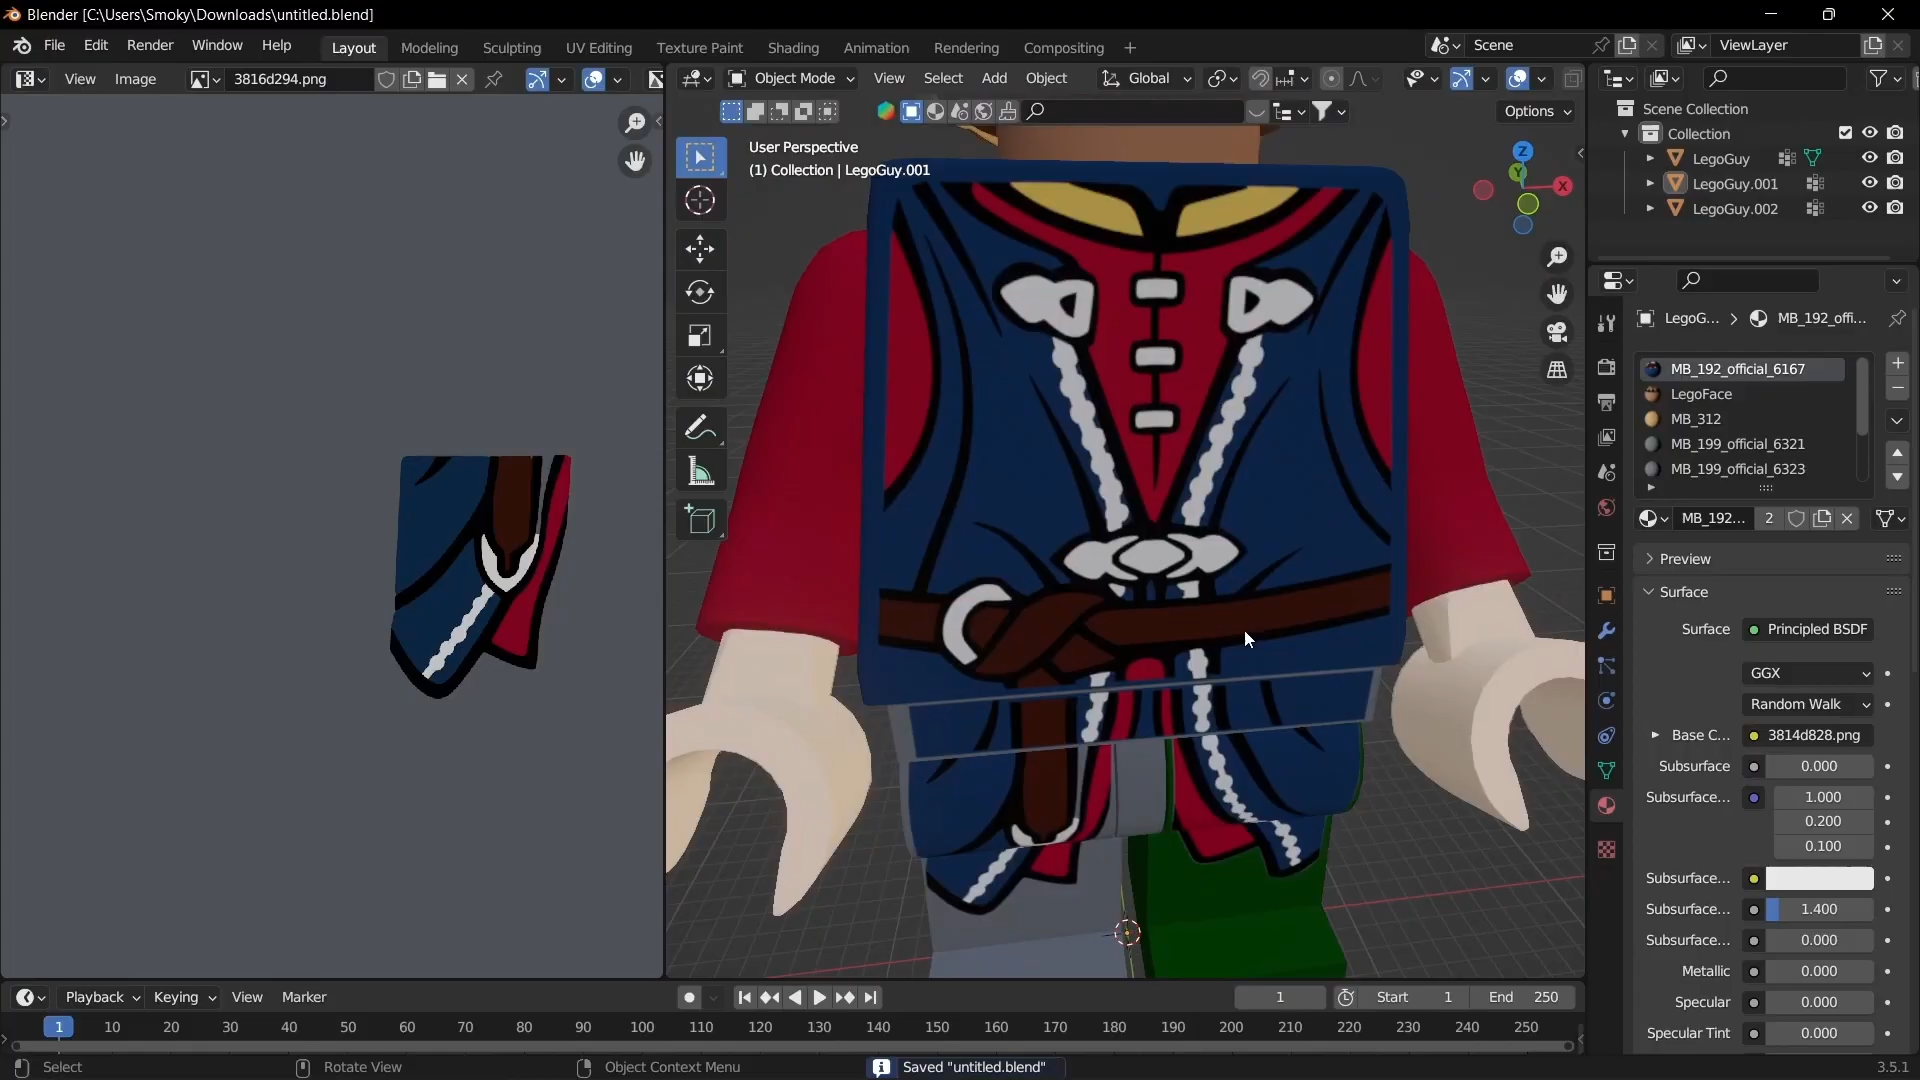 Blender [C:\Users\Smoky\Downloads\untitled.blend]
File Edit Render Window Help Layout Modeling Sculpting UV Editing Texture Paint Shading Animation Rendering Compositing + Scene ViewLayer
View Image 3816d294.png Object Mode View Select Add Object Global
Options
User Perspective
(1) Collection | LegoGuy.001
Z
Y
X
Scene Collection
Collection
LegoGuy
LegoGuy.001
LegoGuy.002
LegoG... > MB_192_offi...
MB_192_official_6167
LegoFace
MB_312
MB_199_official_6321
MB_199_official_6323
MB_192... 2
Preview
Surface
Surface Principled BSDF
GGX
Random Walk
Base C... 3814d828.png
Subsurface 0.000
Subsurface... 1.000
0.200
0.100
Subsurface...
Subsurface... 1.400
Subsurface... 0.000
Metallic 0.000
Specular 0.000
Specular Tint 0.000
Playback Keying View Marker 1 Start 1 End 250
1 10 20 30 40 50 60 70 80 90 100 110 120 130 140 150 160 170 180 190 200 210 220 230 240 250
Select Rotate View Object Context Menu Saved "untitled.blend" 3.5.1